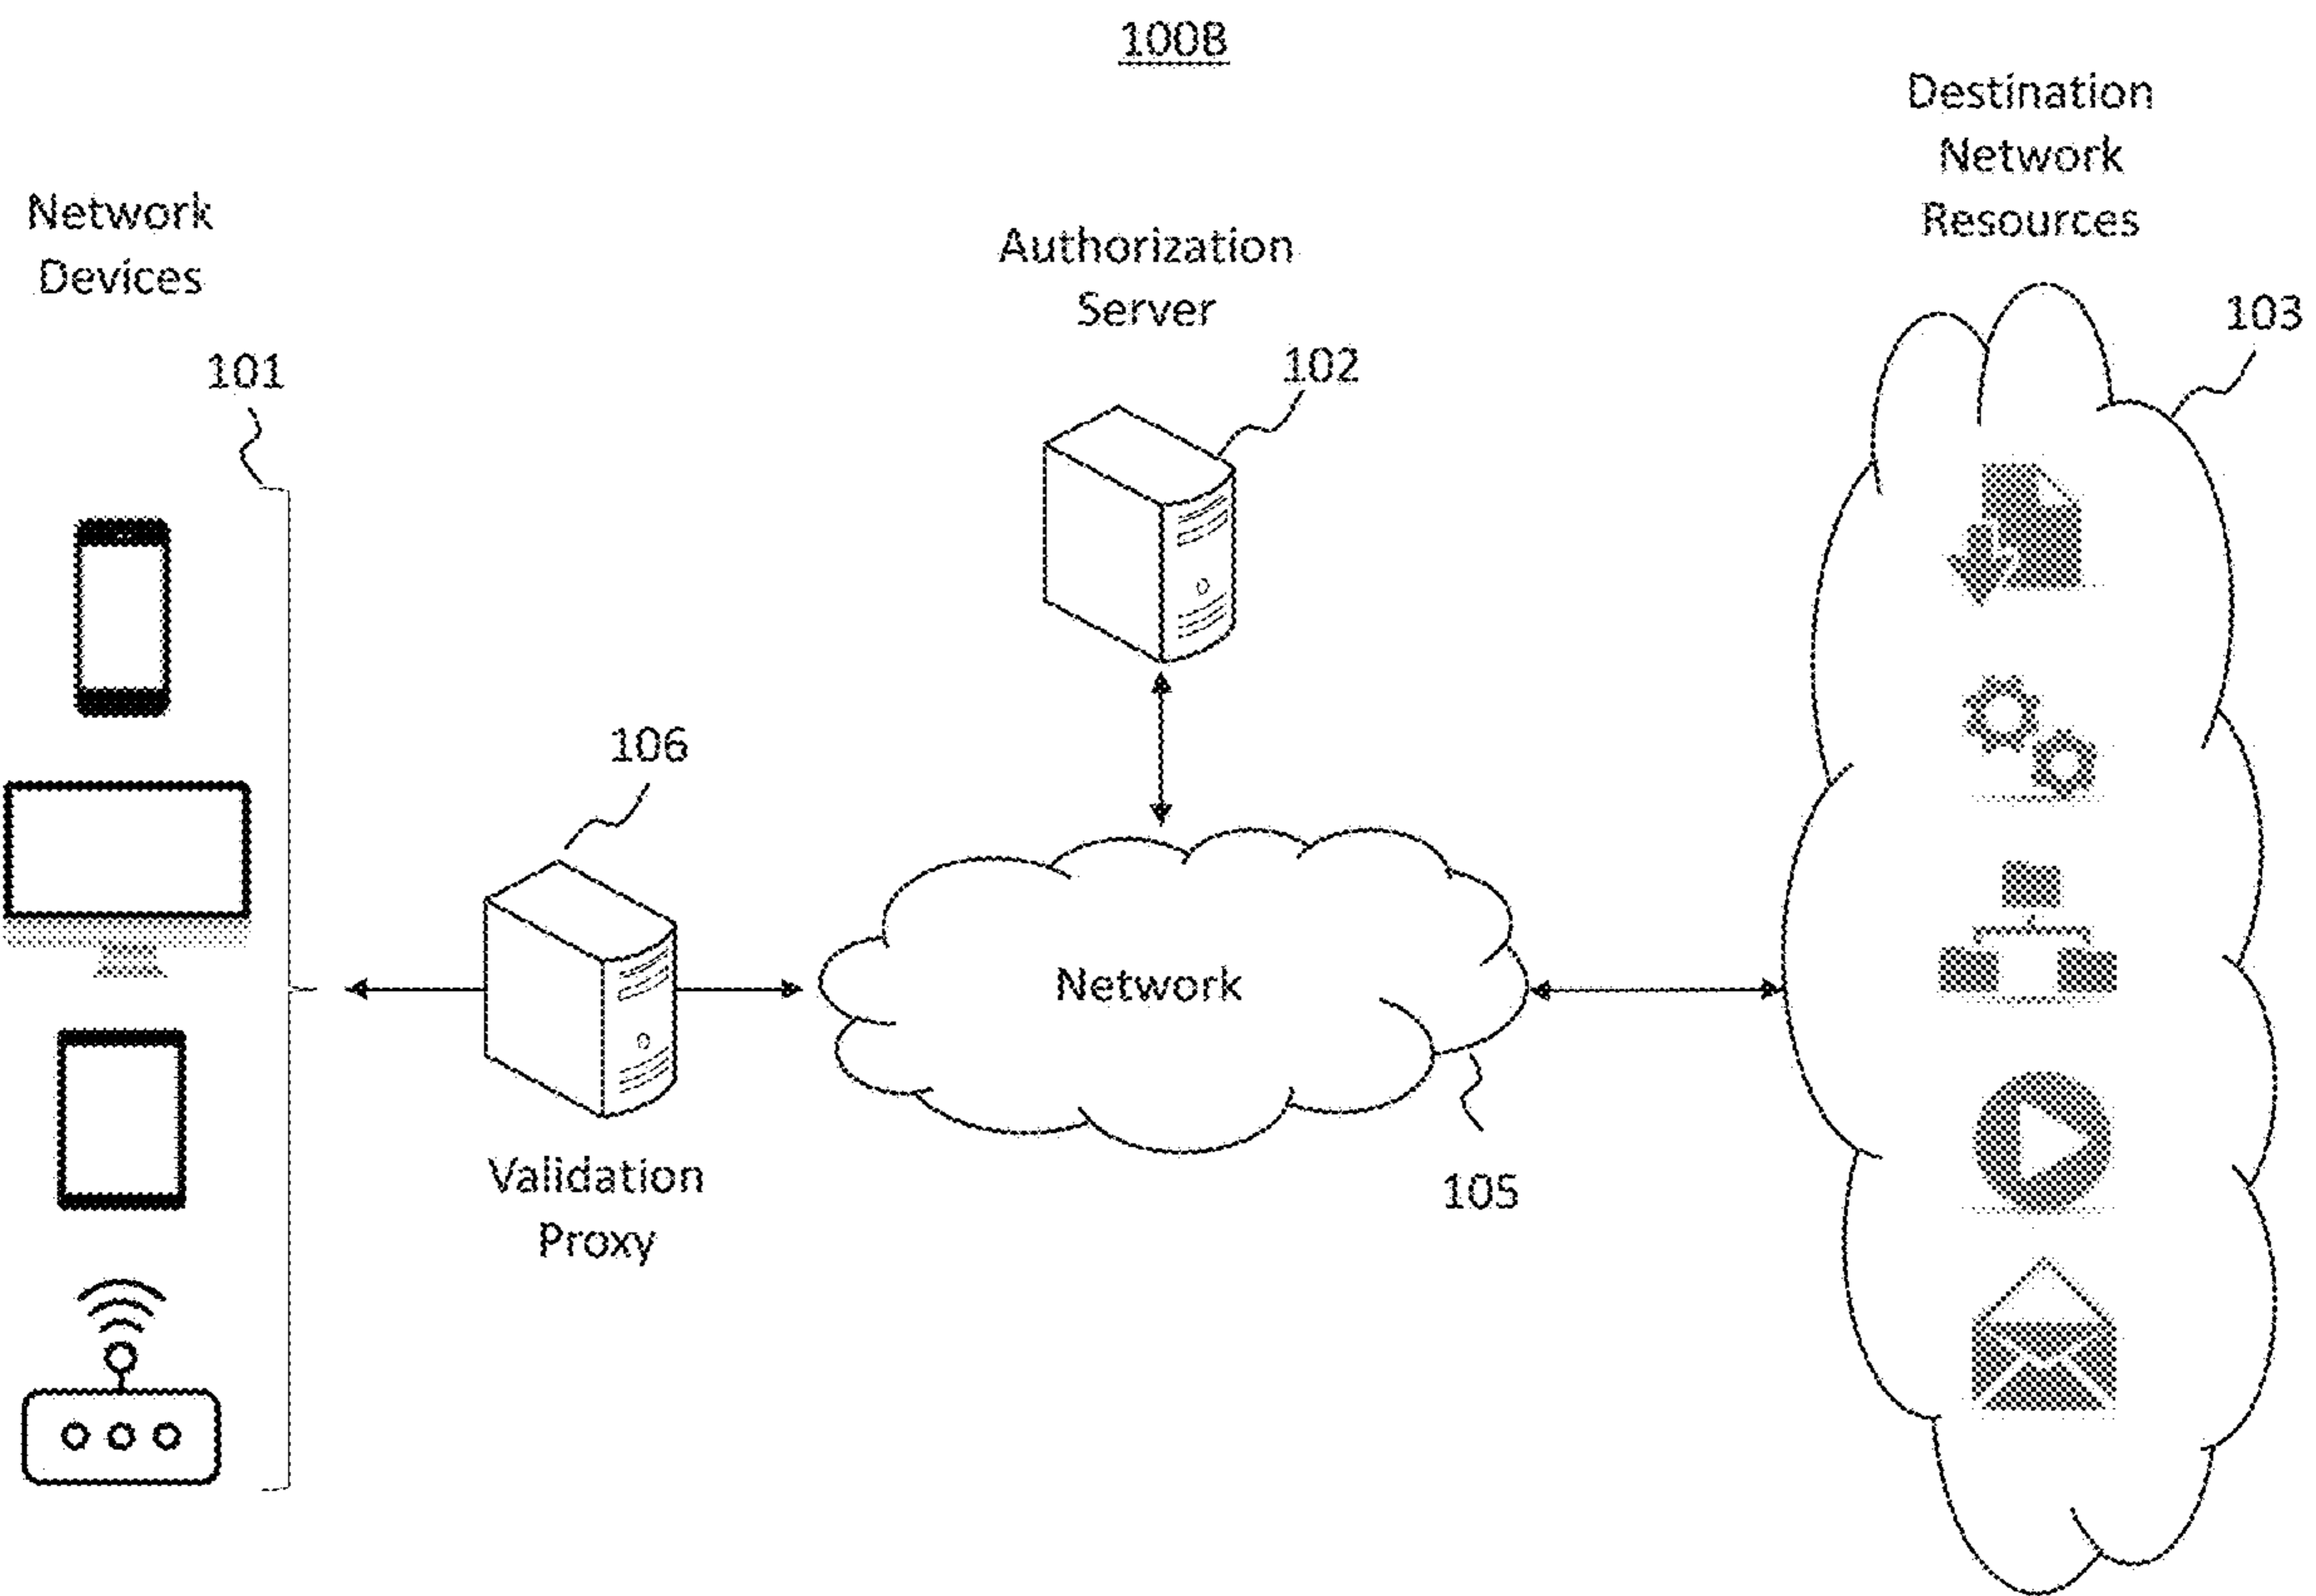 100B
Destination
Network
Resources
Network
Devices
Authorization
Server
103
101
102
106
Network
Validation
Proxy
105